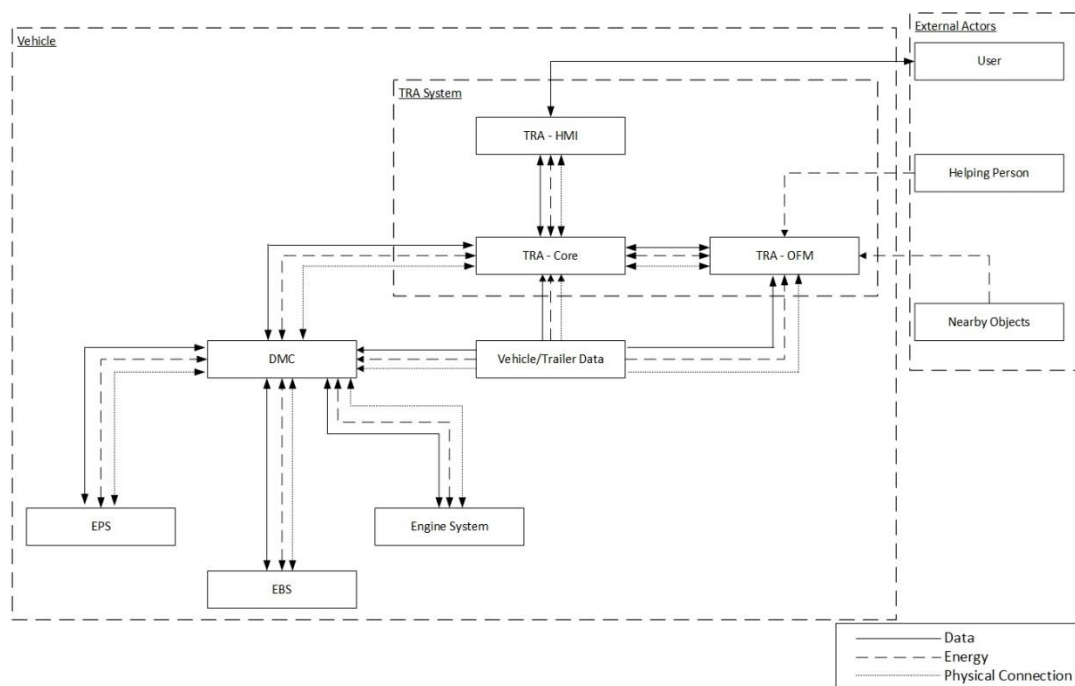 Vehicle
External Actors
User
TRA System
TRA - HMI
Helping Person
TRA - Core
TRA - OFM
Nearby Objects
DMC
Vehicle/Trailer Data
EPS
Engine System
EBS
Data
Energy
Physical Connection